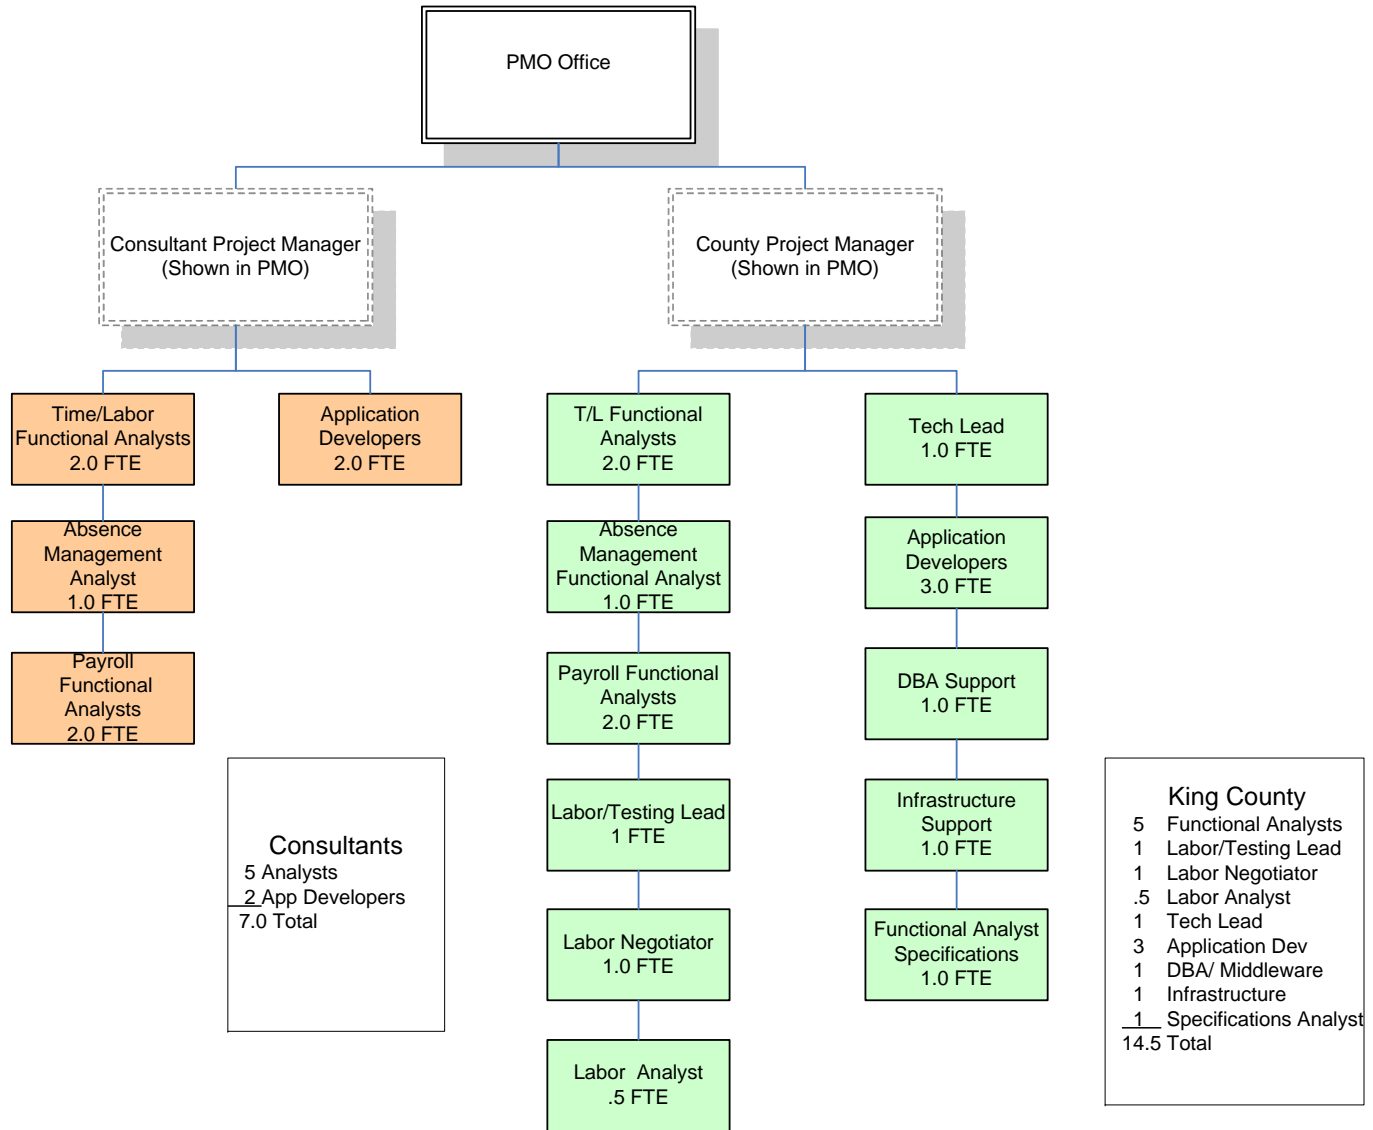 PMO Office
Consultant Project Manager
(Shown in PMO)
County Project Manager
(Shown in PMO)
Time/Labor
Functional Analysts
2.0 FTE
Application
Developers
2.0 FTE
T/L Functional
Analysts
2.0 FTE
Tech Lead
1.0 FTE
Absence
Management
Analyst
1.0 FTE
Absence
Management
Functional Analyst
1.0 FTE
Application
Developers
3.0 FTE
Payroll
Functional
Analysts
2.0 FTE
Payroll Functional
Analysts
2.0 FTE
DBA Support
1.0 FTE
Labor/Testing Lead
1 FTE
Infrastructure
Support
1.0 FTE
Labor Negotiator
1.0 FTE
Functional Analyst
Specifications
1.0 FTE
Labor  Analyst
.5 FTE
Consultants
5 Analysts
2 App Developers
7.0 Total
King County
5 Functional Analysts
1 Labor/Testing Lead
1 Labor Negotiator
.5 Labor Analyst
1 Tech Lead
3 Application Dev
1 DBA/ Middleware
1 Infrastructure
1 Specifications Analyst
14.5 Total